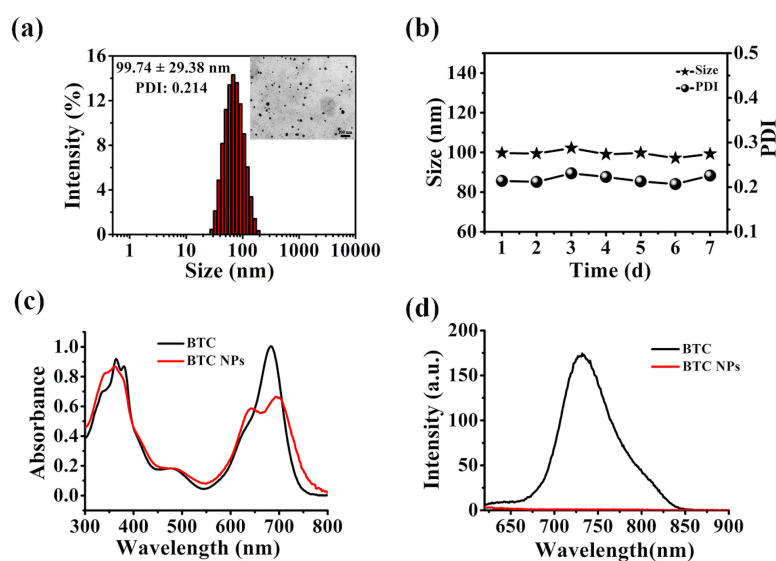 (a)
99.74 ± 29.38 nm
PDI: 0.214
Intensity (%)
16
12
8
4
0
1
10
100
1000
10000
Size (nm)
(b)
Size (nm)
140
120
100
80
60
Size
PDI
0.5
0.4
0.3
0.2
0.1
PDI
1 2 3 4 5 6 7
Time (d)
(c)
Absorbance
1.0
0.8
0.6
0.4
0.2
0.0
BTC
BTC NPs
300 400 500 600 700 800
Wavelength (nm)
(d)
Intensity (a.u.)
200
150
100
50
0
BTC
BTC NPs
650 700 750 800 850 900
Wavelength(nm)